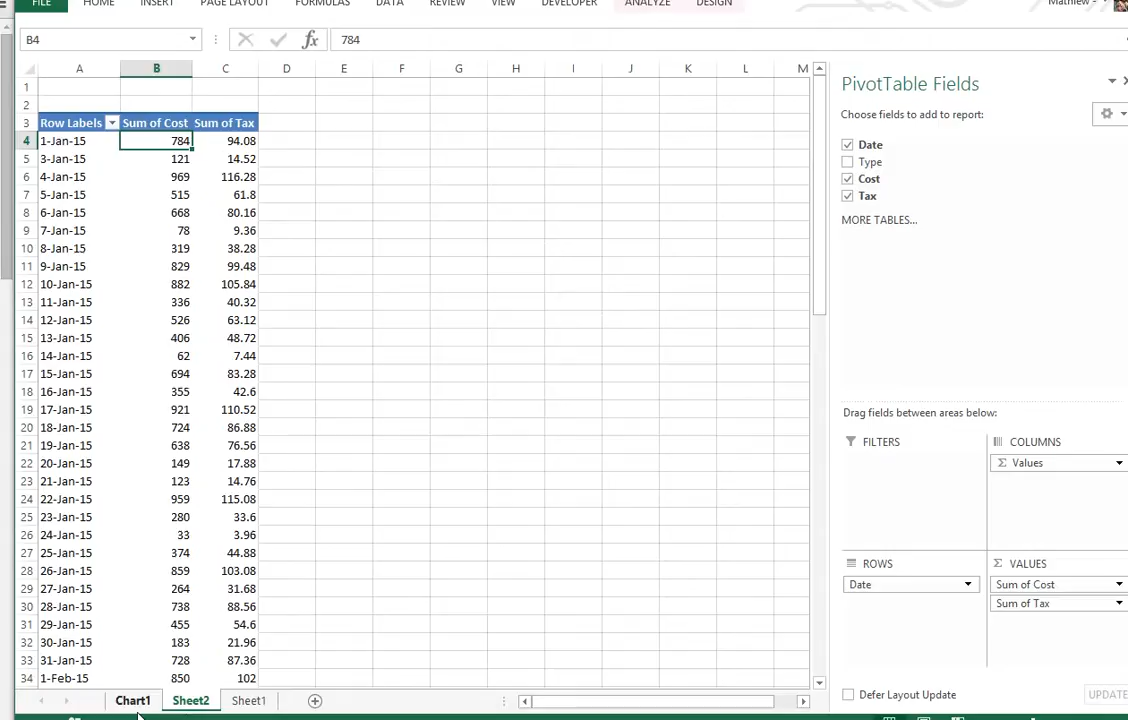 FILE HOME INSERT PAGE LAYOUT FORMULAS DATA REVIEW VIEW DEVELOPER ANALYZE DESIGN Mathiew -
B4 fx 784
A B C D E F G H I J K L M
1
2
3 Row Labels Sum of Cost Sum of Tax
4 1-Jan-15 784 94.08
5 3-Jan-15 121 14.52
6 4-Jan-15 969 116.28
7 5-Jan-15 515 61.8
8 6-Jan-15 668 80.16
9 7-Jan-15 78 9.36
10 8-Jan-15 319 38.28
11 9-Jan-15 829 99.48
12 10-Jan-15 882 105.84
13 11-Jan-15 336 40.32
14 12-Jan-15 526 63.12
15 13-Jan-15 406 48.72
16 14-Jan-15 62 7.44
17 15-Jan-15 694 83.28
18 16-Jan-15 355 42.6
19 17-Jan-15 921 110.52
20 18-Jan-15 724 86.88
21 19-Jan-15 638 76.56
22 20-Jan-15 149 17.88
23 21-Jan-15 123 14.76
24 22-Jan-15 959 115.08
25 23-Jan-15 280 33.6
26 24-Jan-15 33 3.96
27 25-Jan-15 374 44.88
28 26-Jan-15 859 103.08
29 27-Jan-15 264 31.68
30 28-Jan-15 738 88.56
31 29-Jan-15 455 54.6
32 30-Jan-15 183 21.96
33 31-Jan-15 728 87.36
34 1-Feb-15 850 102
Chart1 Sheet2 Sheet1
PivotTable Fields
Choose fields to add to report:
Date
Type
Cost
Tax
MORE TABLES...
Drag fields between areas below:
FILTERS
COLUMNS
Σ Values
ROWS
Date
Σ VALUES
Sum of Cost
Sum of Tax
Defer Layout Update UPDATE